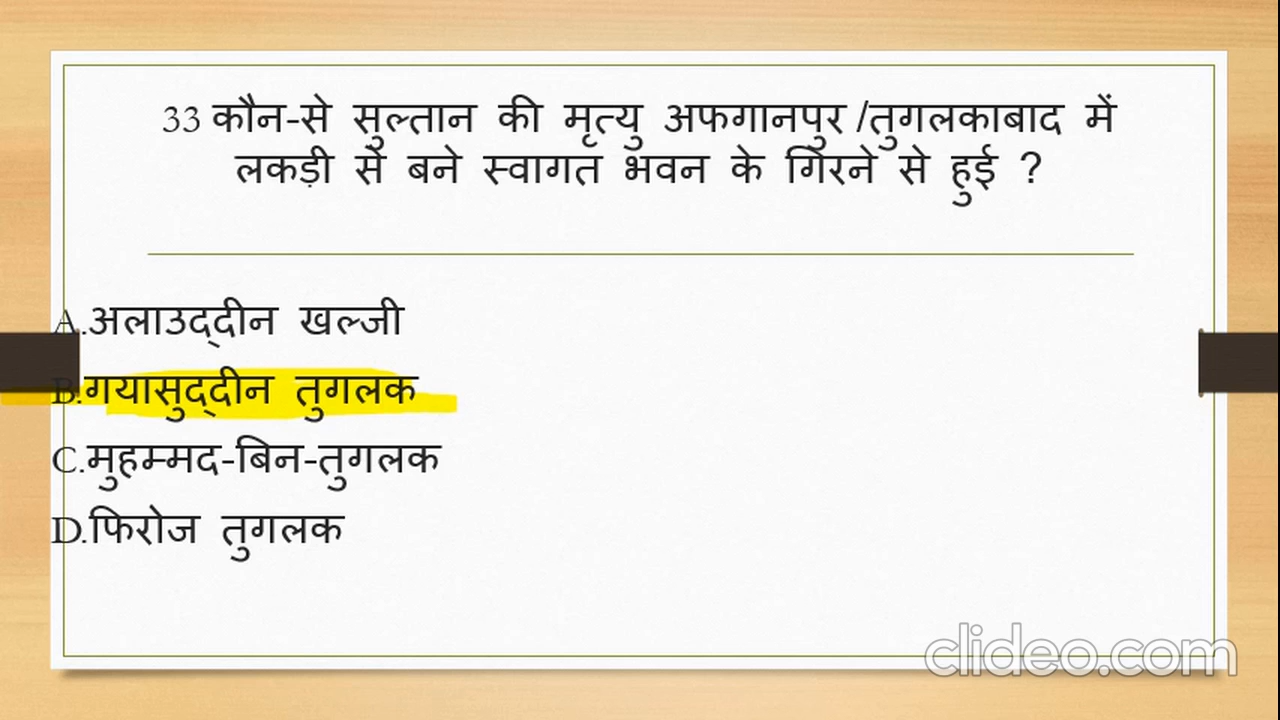 33 कौन-से सुल्तान की मृत्यु अफगानपुर /तुगलकाबाद में
लकड़ी से बने स्वागत भवन के गिरने से हुई ?
A.अलाउद्दीन खल्जी
B.गयासुद्दीन तुगलक
C.मुहम्मद-बिन-तुगलक
D.फिरोज तुगलक
clideo.com